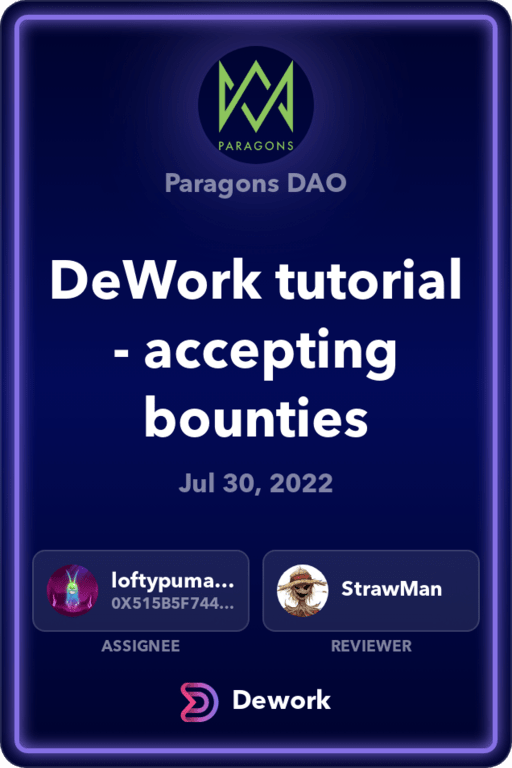 PARAGONS
Paragons DAO
DeWork tutorial
- accepting
bounties
Jul 30, 2022
loftypuma...
0X515B5F744...
ASSIGNEE
StrawMan
REVIEWER
Dework